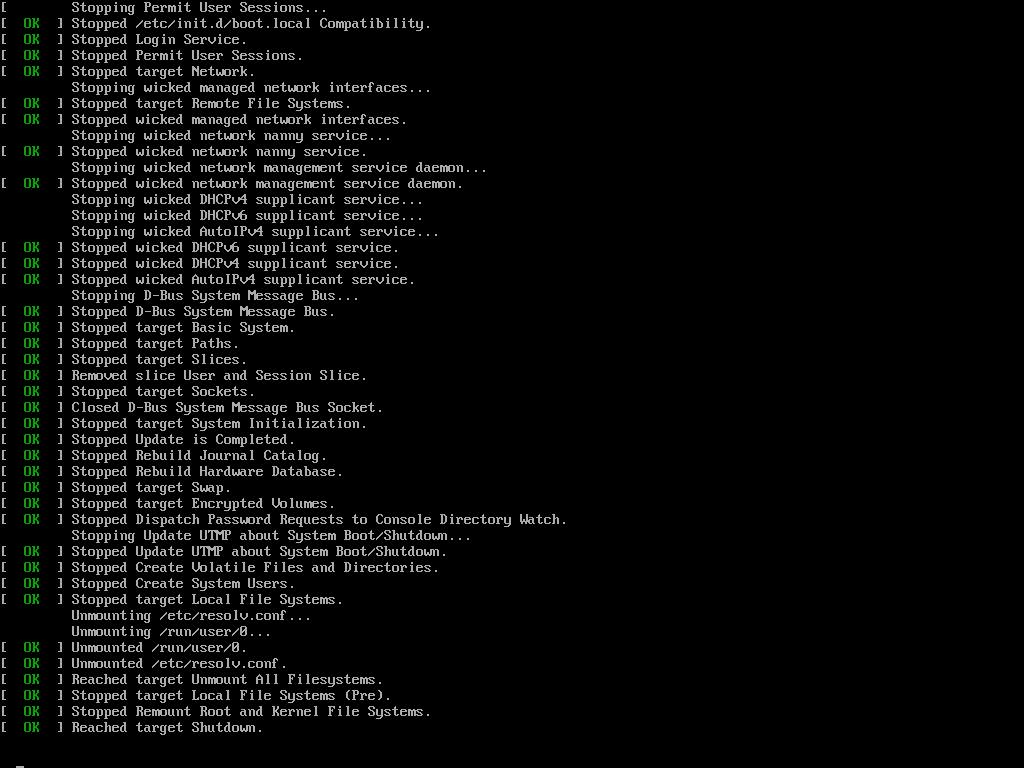 [       Stopping Permit User Sessions...
[  OK  ] Stopped /etc/init.d/boot.local Compatibility.
[  OK  ] Stopped Login Service.
[  OK  ] Stopped Permit User Sessions.
[  OK  ] Stopped target Network.
Stopping wicked managed network interfaces...
[  OK  ] Stopped target Remote File Systems.
[  OK  ] Stopped wicked managed network interfaces.
Stopping wicked network nanny service...
[  OK  ] Stopped wicked network nanny service.
Stopping wicked network management service daemon...
[  OK  ] Stopped wicked network management service daemon.
Stopping wicked DHCPv4 supplicant service...
Stopping wicked DHCPv6 supplicant service...
Stopping wicked AutoIPv4 supplicant service...
[  OK  ] Stopped wicked DHCPv6 supplicant service.
[  OK  ] Stopped wicked DHCPv4 supplicant service.
[  OK  ] Stopped wicked AutoIPv4 supplicant service.
Stopping D-Bus System Message Bus...
[  OK  ] Stopped D-Bus System Message Bus.
[  OK  ] Stopped target Basic System.
[  OK  ] Stopped target Paths.
[  OK  ] Stopped target Slices.
[  OK  ] Removed slice User and Session Slice.
[  OK  ] Stopped target Sockets.
[  OK  ] Closed D-Bus System Message Bus Socket.
[  OK  ] Stopped target System Initialization.
[  OK  ] Stopped Update is Completed.
[  OK  ] Stopped Rebuild Journal Catalog.
[  OK  ] Stopped Rebuild Hardware Database.
[  OK  ] Stopped target Swap.
[  OK  ] Stopped target Encrypted Volumes.
[  OK  ] Stopped Dispatch Password Requests to Console Directory Watch.
Stopping Update UTMP about System Boot/Shutdown...
[  OK  ] Stopped Update UTMP about System Boot/Shutdown.
[  OK  ] Stopped Create Volatile Files and Directories.
[  OK  ] Stopped Create System Users.
[  OK  ] Stopped target Local File Systems.
Unmounting /etc/resolv.conf...
Unmounting /run/user/0...
[  OK  ] Unmounted /run/user/0.
[  OK  ] Unmounted /etc/resolv.conf.
[  OK  ] Reached target Unmount All Filesystems.
[  OK  ] Stopped target Local File Systems (Pre).
[  OK  ] Stopped Remount Root and Kernel File Systems.
[  OK  ] Reached target Shutdown.